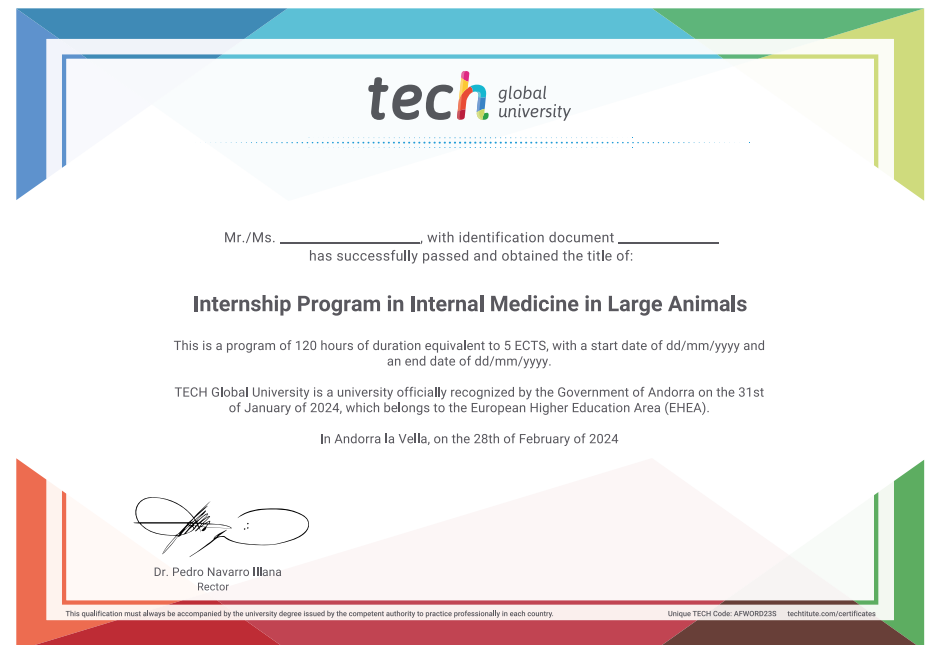 tech global
university
Mr./Ms. ____________, with identification document ____________
has successfully passed and obtained the title of:
Internship Program in Internal Medicine in Large Animals
This is a program of 120 hours of duration equivalent to 5 ECTS, with a start date of dd/mm/yyyy and
an end date of dd/mm/yyyy.
TECH Global University is a university officially recognized by the Government of Andorra on the 31st
of January of 2024, which belongs to the European Higher Education Area (EHEA).
In Andorra la Vella, on the 28th of February of 2024
Dr. Pedro Navarro Illana
Rector
This qualification must always be accompanied by the university degree issued by the competent authority to practice professionally in each country. Unique TECH Code: AFWORD23S techtitute.com/certificates